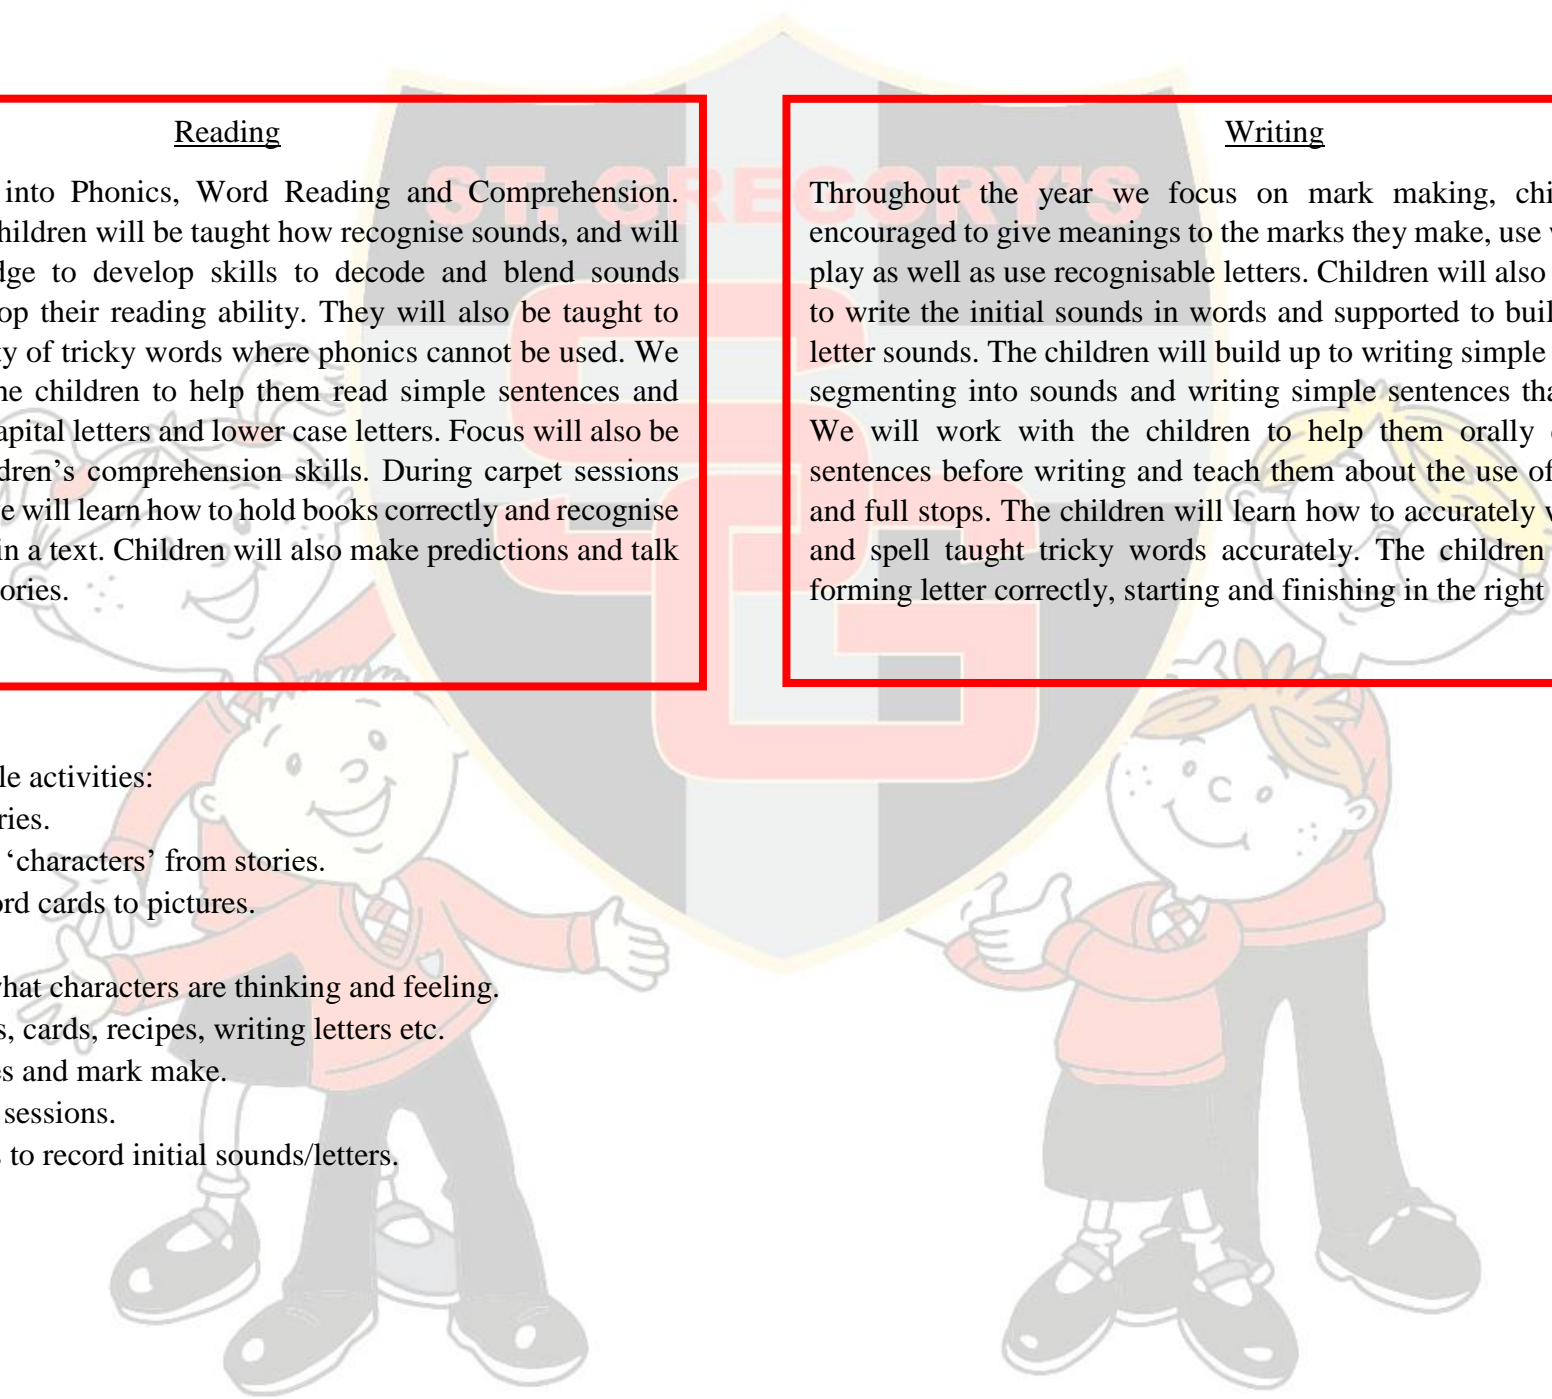 ST. GREGORY'S
SG
Reading
into Phonics, Word Reading and Comprehension.
hildren will be taught how recognise sounds, and will
dge to develop skills to decode and blend sounds
op their reading ability. They will also be taught to
ty of tricky words where phonics cannot be used. We
ne children to help them read simple sentences and
apital letters and lower case letters. Focus will also be
dren’s comprehension skills. During carpet sessions
e will learn how to hold books correctly and recognise
in a text. Children will also make predictions and talk
ories.
Writing
Throughout the year we focus on mark making, chi
encouraged to give meanings to the marks they make, use
play as well as use recognisable letters. Children will also
to write the initial sounds in words and supported to buil
letter sounds. The children will build up to writing simple
segmenting into sounds and writing simple sentences tha
We will work with the children to help them orally
sentences before writing and teach them about the use of
and full stops. The children will learn how to accurately
and spell taught tricky words accurately. The children
forming letter correctly, starting and finishing in the right
le activities:
ries.
‘characters’ from stories.
ord cards to pictures.
what characters are thinking and feeling.
s, cards, recipes, writing letters etc.
es and mark make.
sessions.
s to record initial sounds/letters.